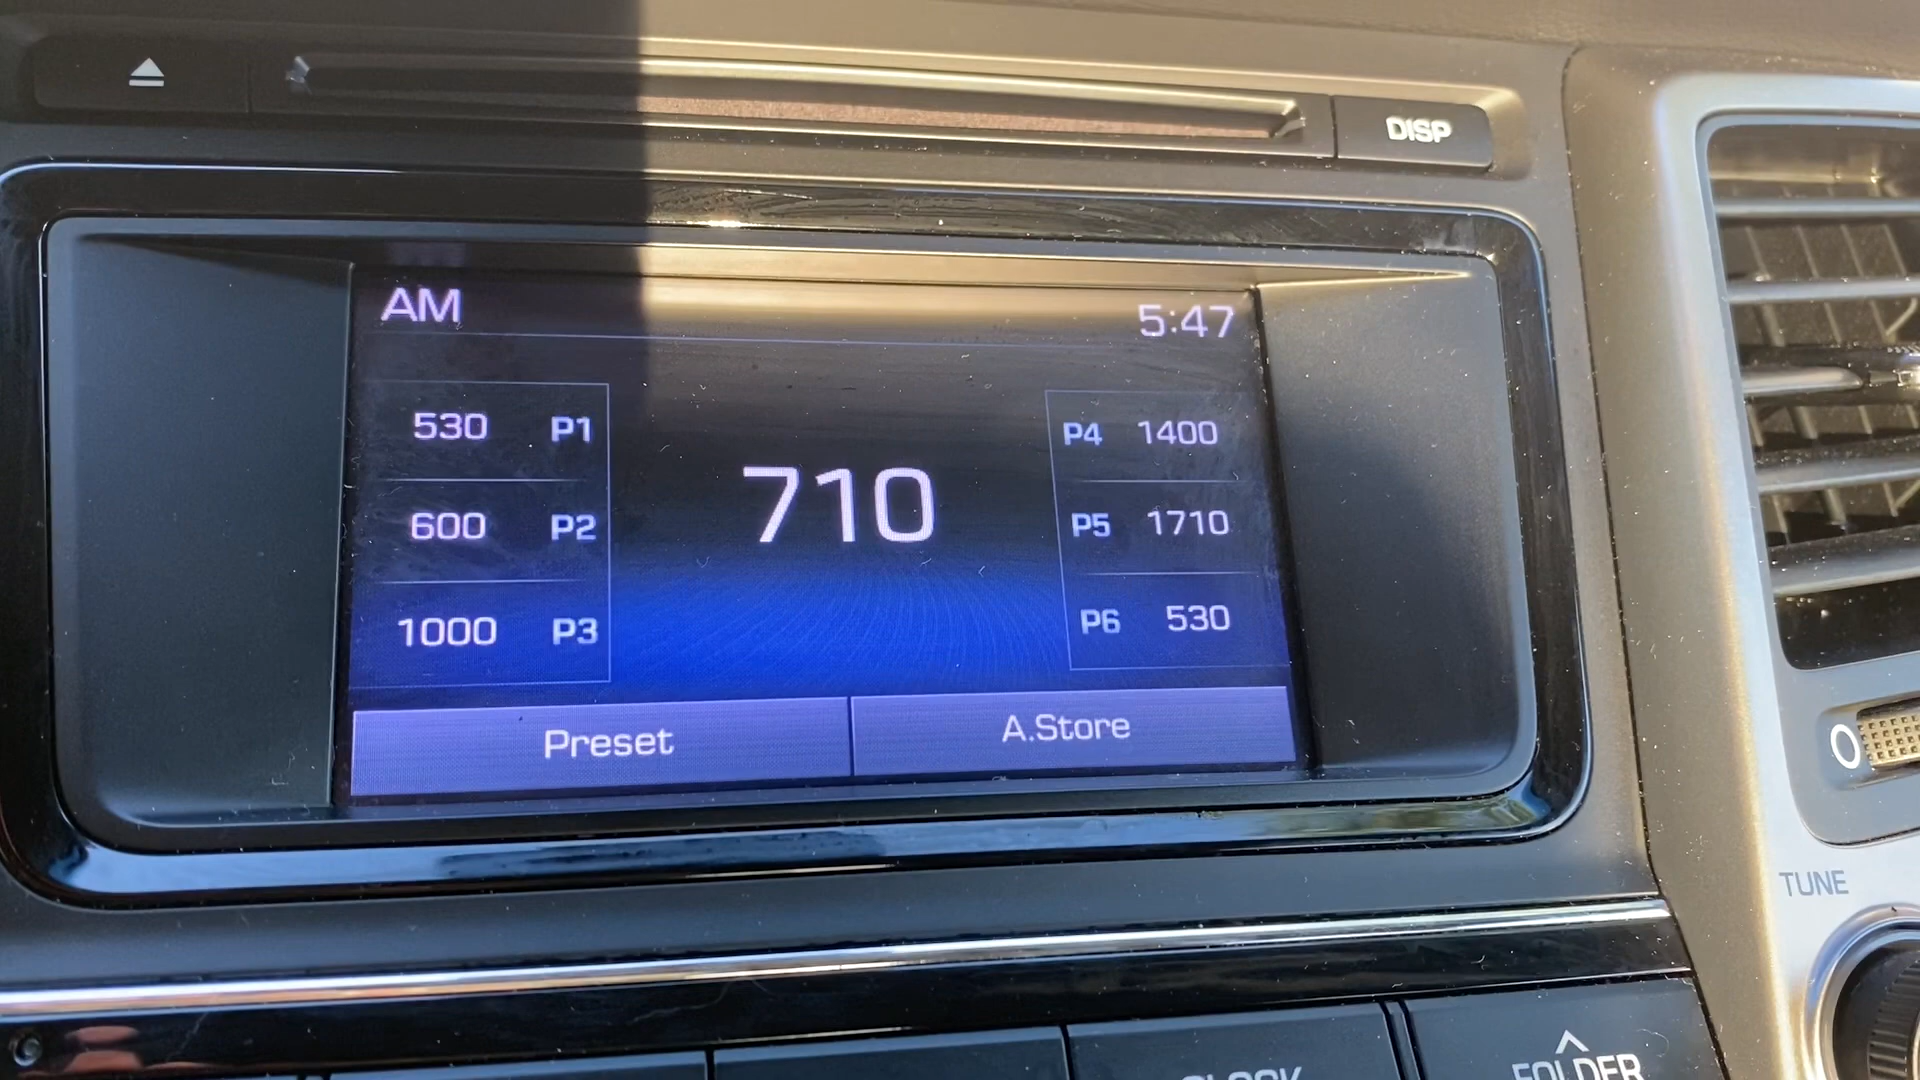 DISP
AM 5:47
530 P1
600 P2
1000 P3
710
P4 1400
P5 1710
P6 530
Preset A.Store
TUNE
CLOCK
FOLDER